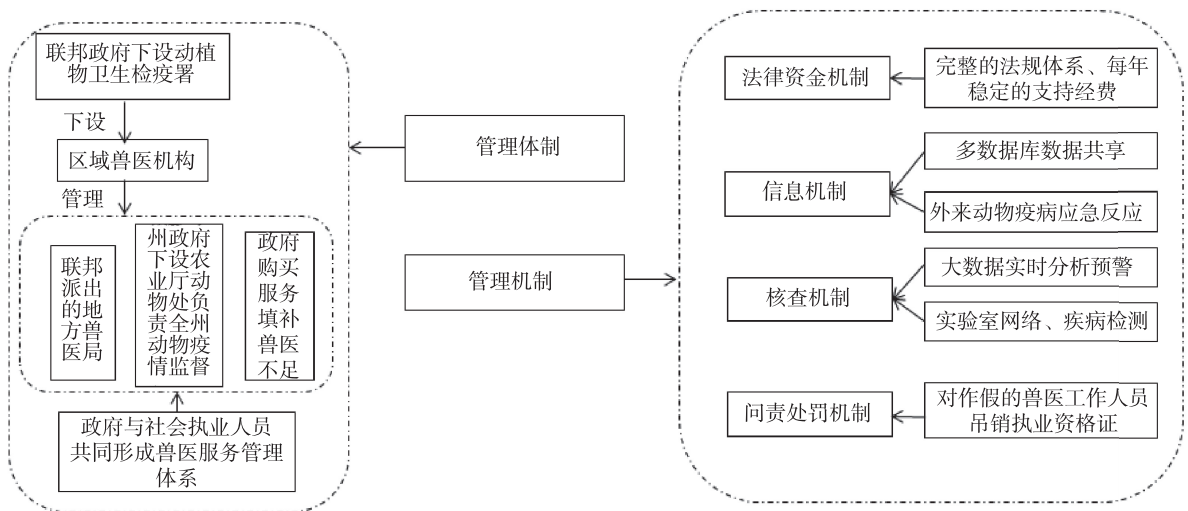 联邦政府下设动植
物卫生检疫署
下设
区域兽医机构
管理
联邦
派出
的地
方兽
医局
州政府
下设农
业厅动
物处负
责全州
动物疫
情监督
政府
购买
服务
填补
兽医
不足
政府与社会执业人员
共同形成兽医服务管理
体系
管理体制
管理机制
法律资金机制
完整的法规体系、每年
稳定的支持经费
信息机制
多数据库数据共享
外来动物疫病应急反应
核查机制
大数据实时分析预警
实验室网络、疾病检测
问责处罚机制
对作假的兽医工作人员
吊销执业资格证